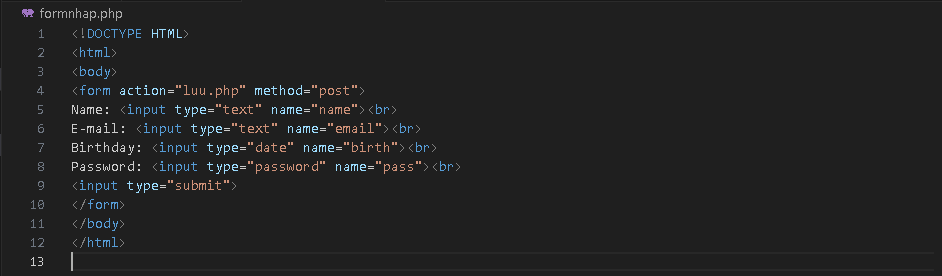 formnhap.php
1 <!DOCTYPE HTML>
2 <html>
3 <body>
4 <form action="luu.php" method="post">
5 Name: <input type="text" name="name"><br>
6 E-mail: <input type="text" name="email"><br>
7 Birthday: <input type="date" name="birth"><br>
8 Password: <input type="password" name="pass"><br>
9 <input type="submit">
10 </form>
11 </body>
12 </html>
13